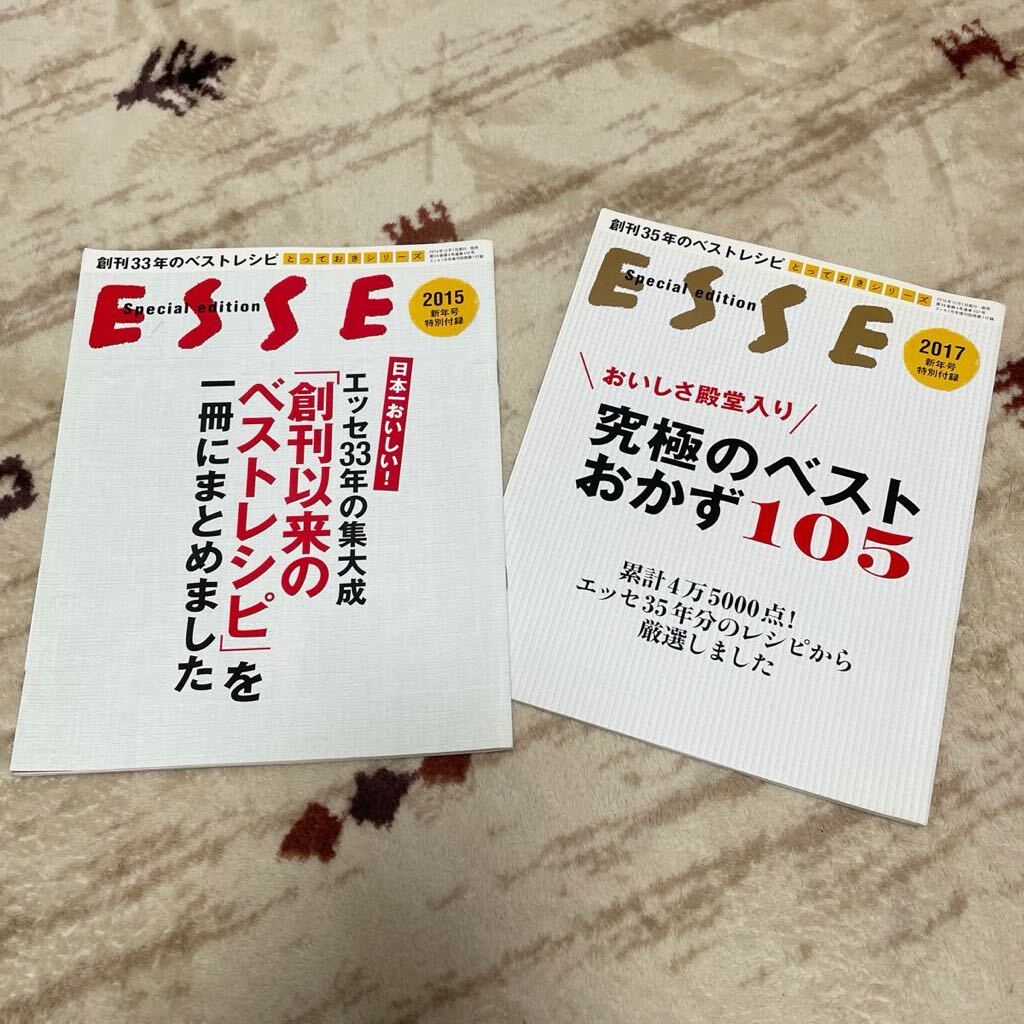 創刊33年のベストレシピ とっておきシリーズ
ESSE
Special edition
2015
新年号
特別付録
日本一おいしい!
エッセ33年の集大成
「創刊以来の
ベストレシピ」を
一冊にまとめました
創刊35年のベストレシピ とっておきシリーズ
ESSE
Special edition
2017
新年号
特別付録
おいしさ殿堂入り
究極のベスト
おかず105
累計4万5000点!
エッセ35年分のレシピから
厳選しました